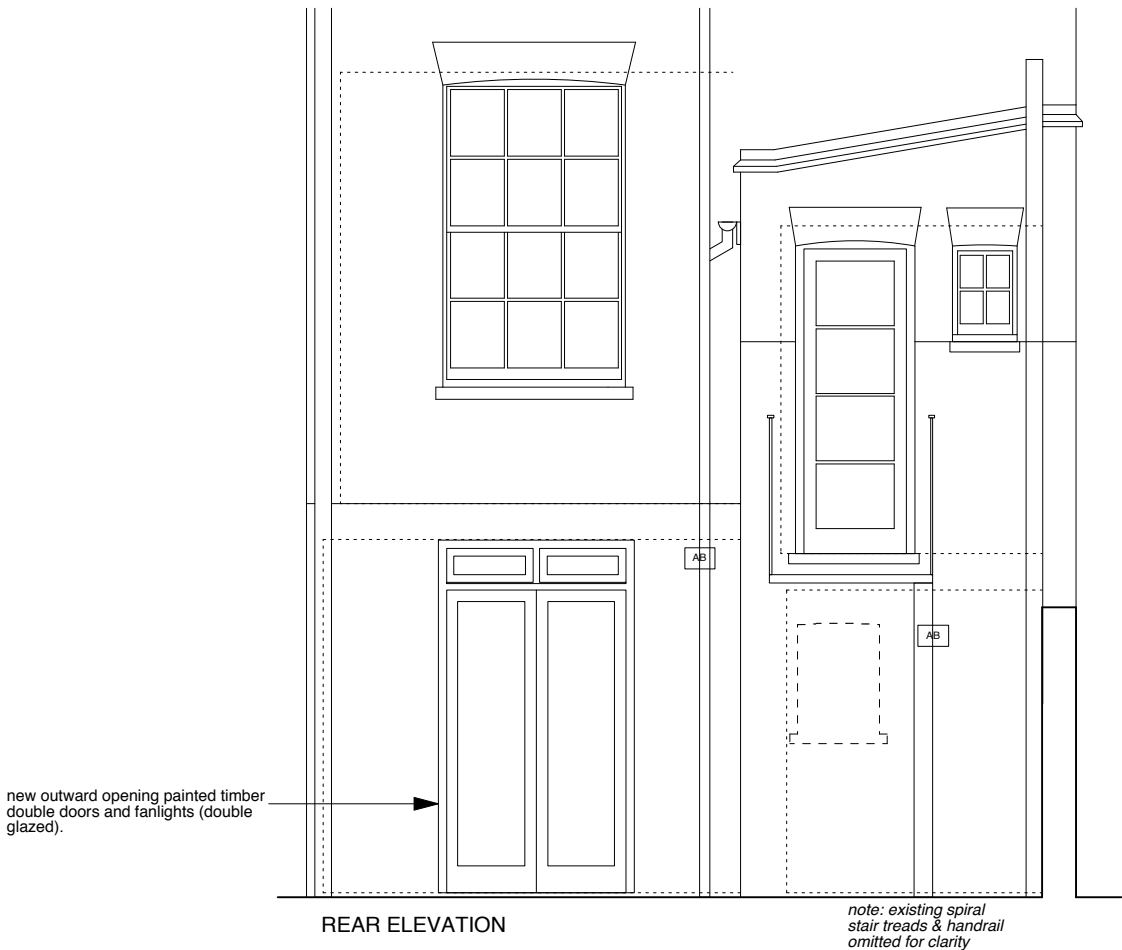 AB
AB
new outward opening painted timber
double doors and fanlights (double
glazed).
REAR ELEVATION
note: existing spiral
stair treads & handrail
omitted for clarity